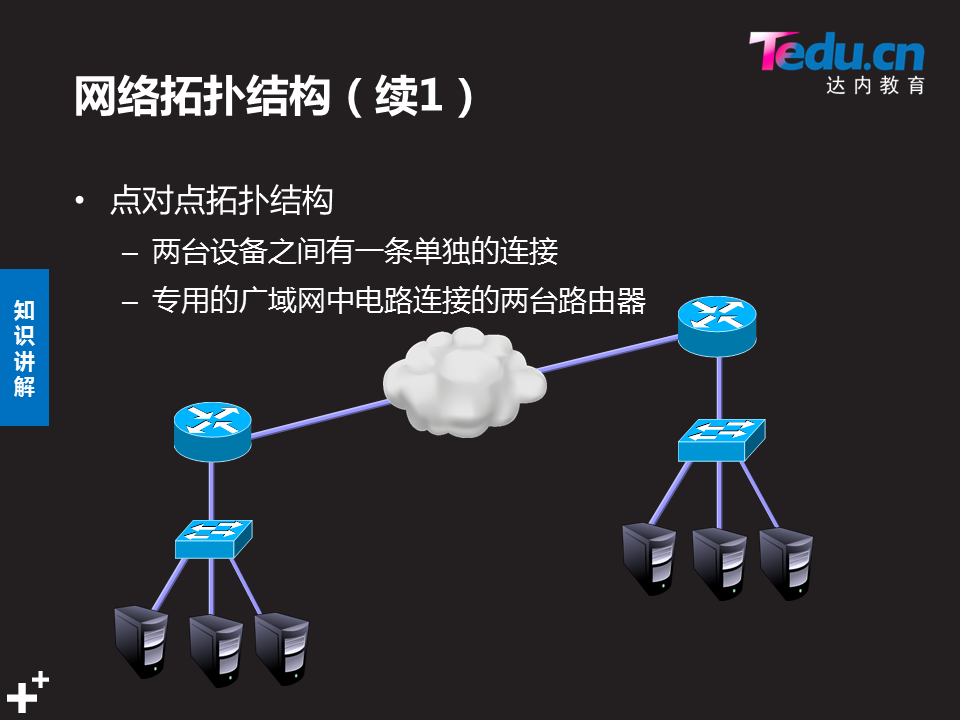 Tedu.cn
达内教育
网络拓扑结构（续1）
• 点对点拓扑结构
– 两台设备之间有一条单独的连接
– 专用的广域网中电路连接的两台路由器
知识讲解